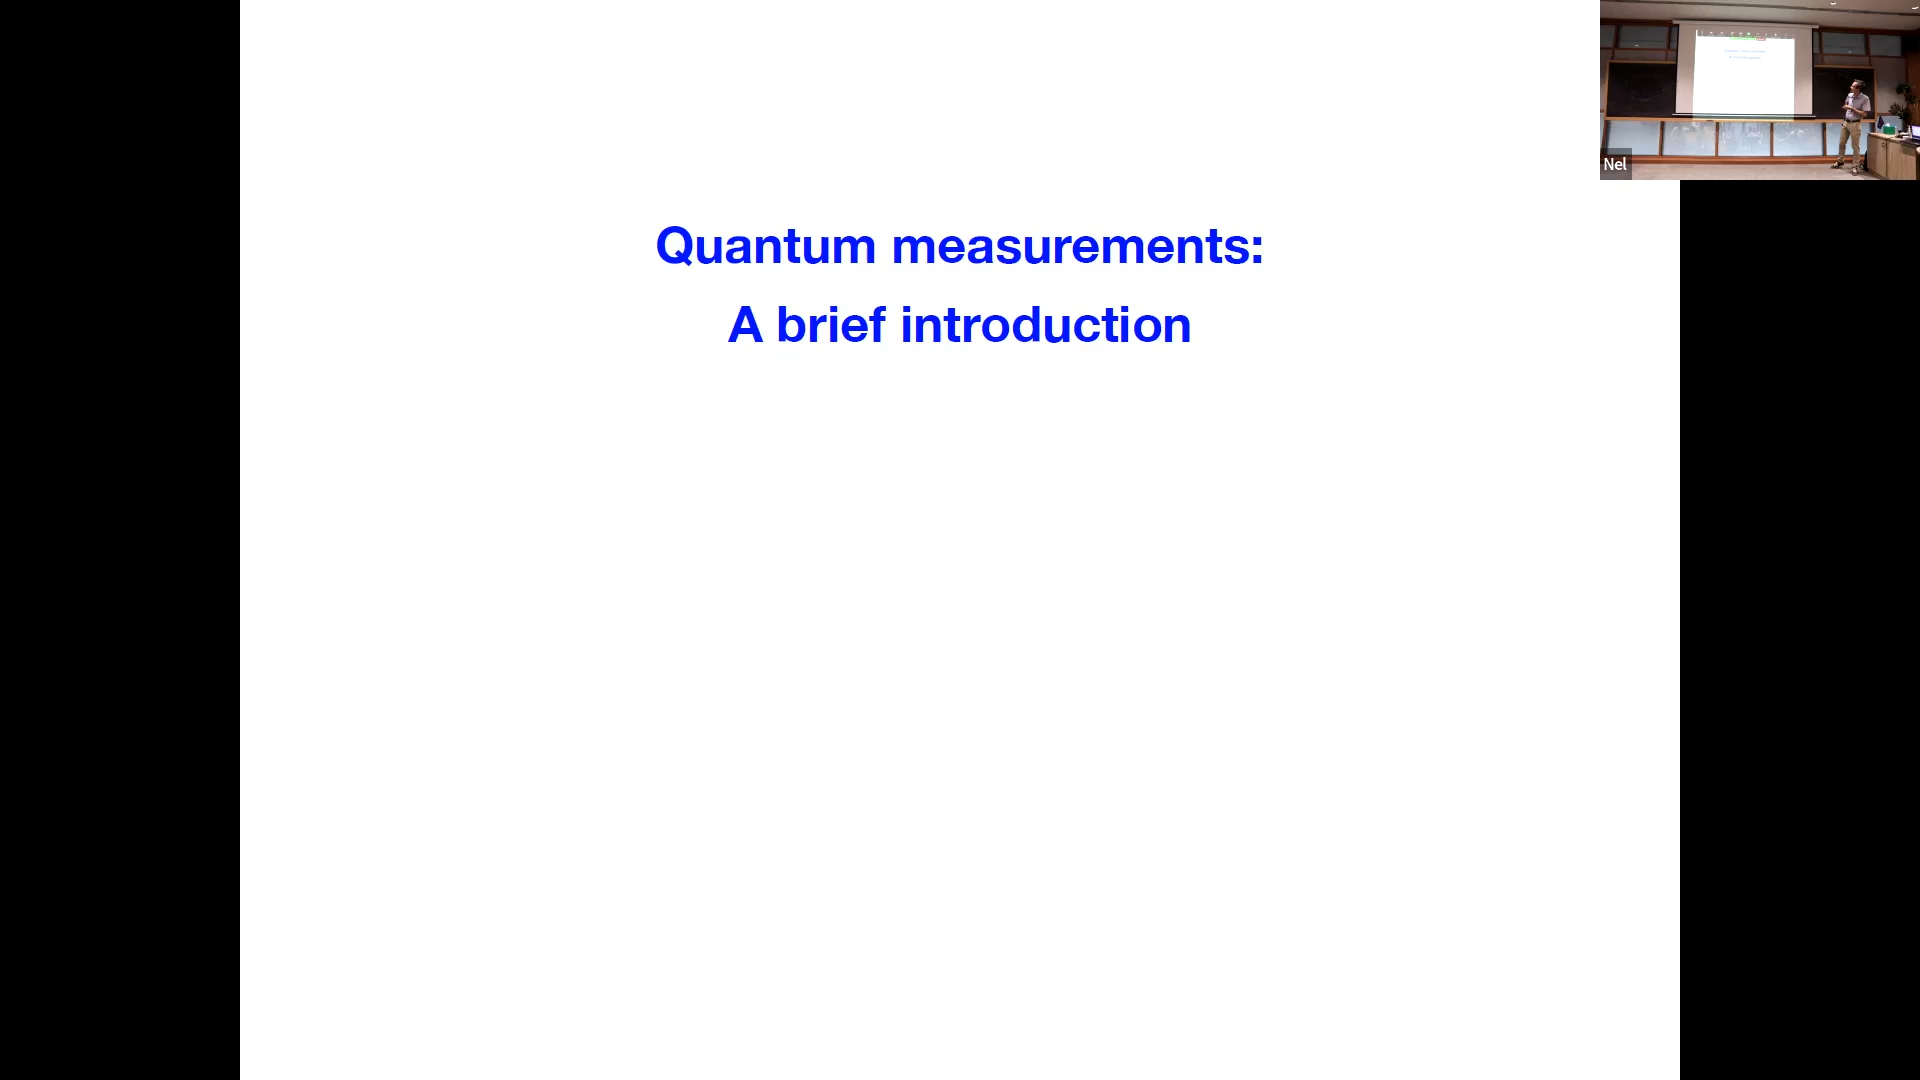 Quantum measurements:
A brief introduction
Nel